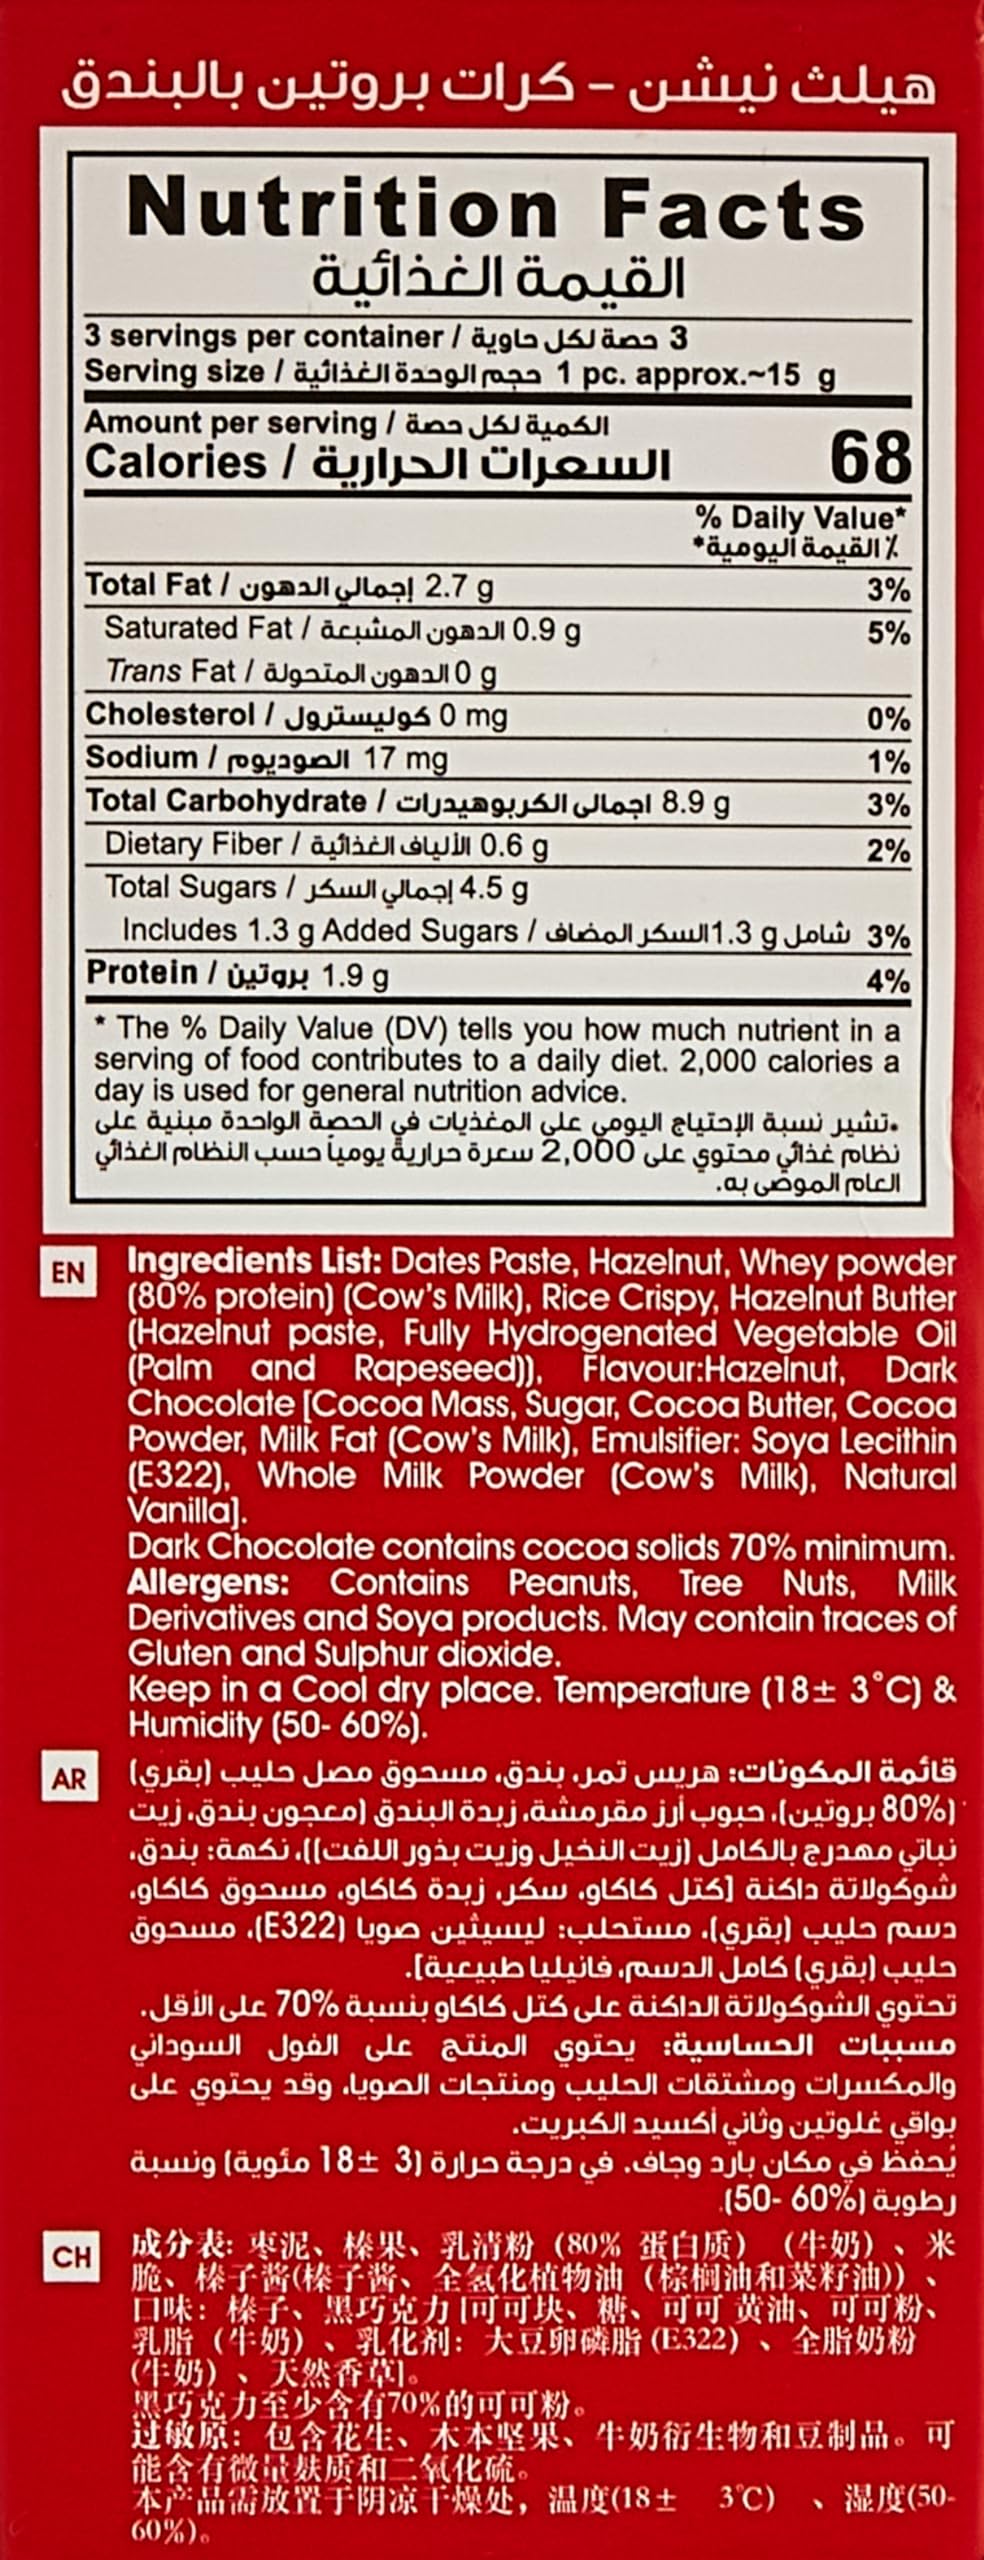 هيلث نيشن - كرات بروتين بالبندق
Nutrition Facts
القيمة الغذائية
3 servings per container / حصة لكل حاوية 3
Serving size / حجم الوحدة الغذائية 1 pc. approx.~15 g
Amount per serving / الكمية لكل حصة
Calories / السعرات الحرارية 68
% Daily Value*
٪ القيمة اليومية*
Total Fat / إجمالي الدهون 2.7 g 3%
Saturated Fat / الدهون المشبعة 0.9 g 5%
Trans Fat / الدهون المتحولة 0 g
Cholesterol / كوليسترول 0 mg 0%
Sodium / الصوديوم 17 mg 1%
Total Carbohydrate / اجمالي الكربوهيدرات 8.9 g 3%
Dietary Fiber / الألياف الغذائية 0.6 g 2%
Total Sugars / إجمالي السكر 4.5 g
Includes 1.3 g Added Sugars / شامل 1.3 g السكر المضاف 3%
Protein / بروتين 1.9 g 4%
* The % Daily Value (DV) tells you how much nutrient in a
serving of food contributes to a daily diet. 2,000 calories a
day is used for general nutrition advice.
*تشير نسبة الإحتياج اليومي على المغذيات في الحصة الواحدة مبنية على
نظام غذائي محتوي على 2,000 سعرة حرارية يومياً حسب النظام الغذائي
العام الموصى به.
EN
Ingredients List: Dates Paste, Hazelnut, Whey powder
(80% protein) (Cow's Milk), Rice Crispy, Hazelnut Butter
(Hazelnut paste, Fully Hydrogenated Vegetable Oil
(Palm and Rapeseed)), Flavour:Hazelnut, Dark
Chocolate [Cocoa Mass, Sugar, Cocoa Butter, Cocoa
Powder, Milk Fat (Cow's Milk), Emulsifier: Soya Lecithin
(E322), Whole Milk Powder (Cow's Milk), Natural
Vanilla].
Dark Chocolate contains cocoa solids 70% minimum.
Allergens: Contains Peanuts, Tree Nuts, Milk
Derivatives and Soya products. May contain traces of
Gluten and Sulphur dioxide.
Keep in a Cool dry place. Temperature (18± 3°C) &
Humidity (50- 60%).
AR
قائمة المكونات: هريس تمر، بندق، مسحوق مصل حليب (بقري)
(80% بروتين)، حبوب أرز مقرمشة، زبدة البندق (معجون بندق، زيت
نباتي مهدرج بالكامل (زيت النخيل وزيت بذور اللفت))، نكهة: بندق،
شوكولاتة داكنة [كتل كاكاو، سكر، زبدة كاكاو، مسحوق كاكاو،
دسم حليب (بقري)، مستحلب: ليسيثين صويا (E322)، مسحوق
حليب (بقري) كامل الدسم، فانيليا طبيعية].
تحتوي الشوكولاتة الداكنة على كتل كاكاو بنسبة 70% على الأقل.
مسببات الحساسية: يحتوي المنتج على الفول السوداني
والمكسرات ومشتقات الحليب ومنتجات الصويا، وقد يحتوي على
بواقي غلوتين وثاني أكسيد الكبريت.
يُحفظ في مكان بارد وجاف. في درجة حرارة (3 ±18 مئوية) ونسبة
رطوبة (60% -50).
CH
成分表: 枣泥、榛果、乳清粉 (80% 蛋白质) (牛奶) 、米
脆、榛子酱(榛子酱、全氢化植物油 (棕榈油和菜籽油)) 、
口味: 榛子、黑巧克力 [可可块、糖、可可 黄油、可可粉、
乳脂 (牛奶) 、乳化剂: 大豆卵磷脂 (E322) 、全脂奶粉
(牛奶) 、天然香草]。
黑巧克力至少含有70%的可可粉。
过敏原: 包含花生、木本坚果、牛奶衍生物和豆制品。可
能含有微量麸质和二氧化硫。
本产品需放置于阴凉干燥处，温度(18± 3℃) 、湿度(50-
60%)。